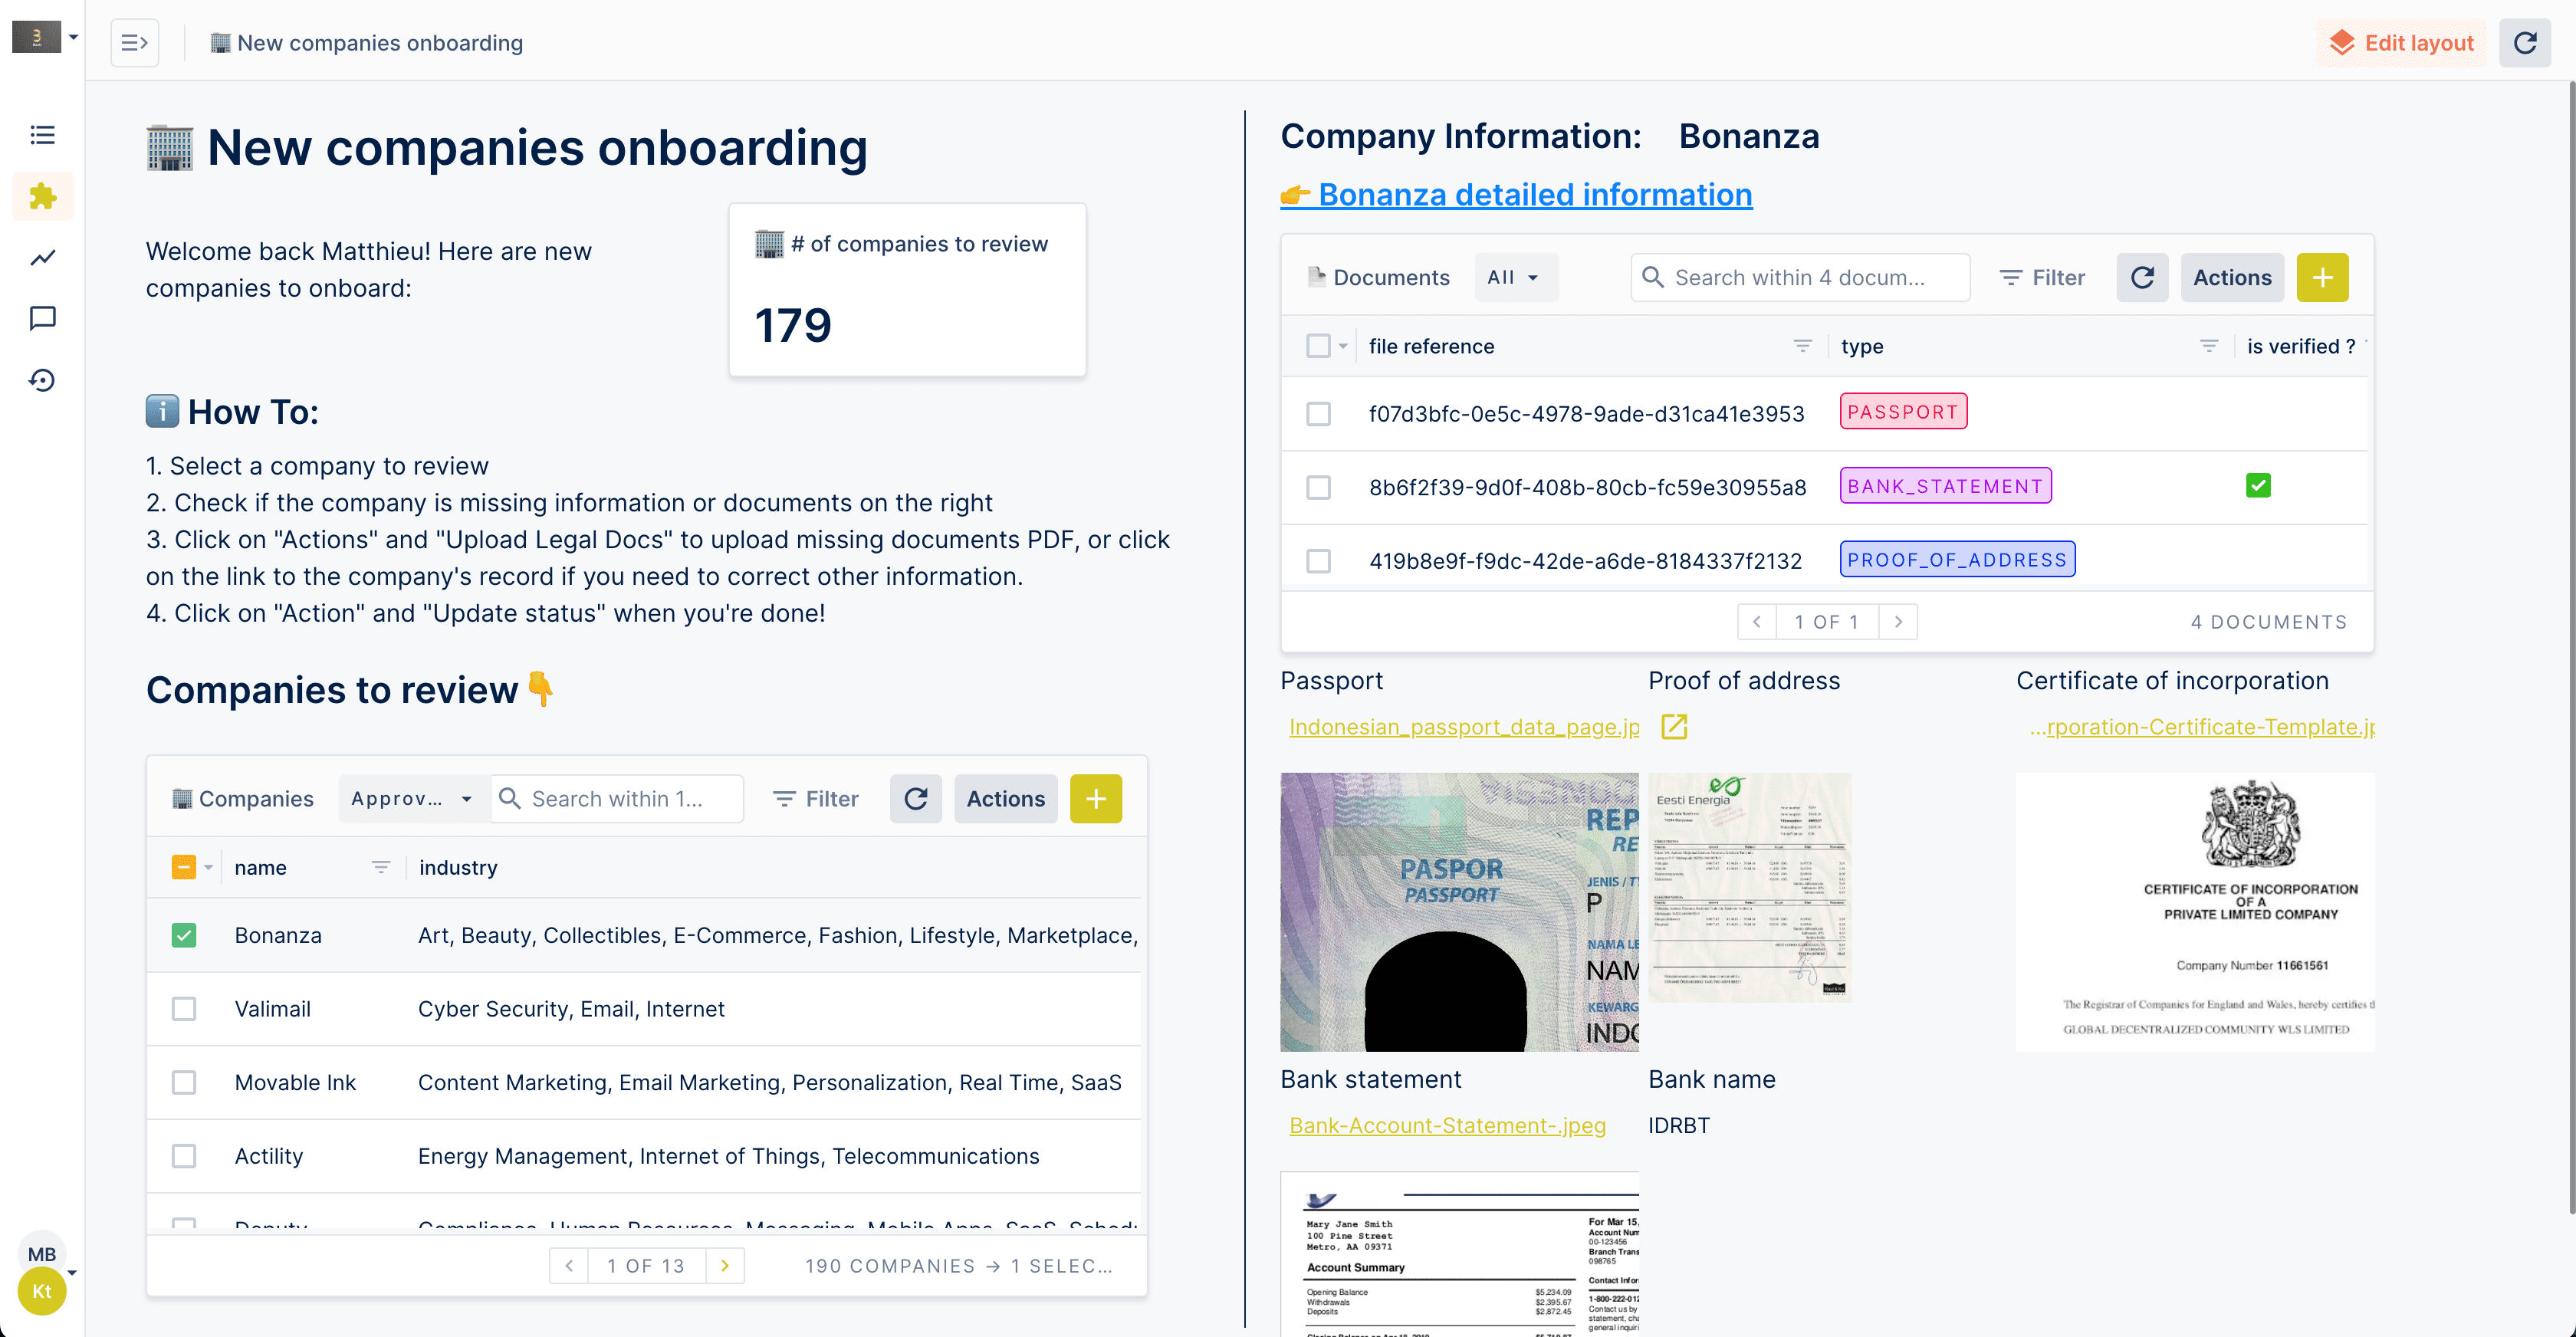 New companies onboarding
Edit layout
New companies onboarding
Welcome back Matthieu! Here are new
companies to onboard:
# of companies to review
179
How To:
1. Select a company to review
2. Check if the company is missing information or documents on the right
3. Click on "Actions" and "Upload Legal Docs" to upload missing documents PDF, or click
on the link to the company's record if you need to correct other information.
4. Click on "Action" and "Update status" when you're done!
Companies to review
Companies
Approv...
Search within 1...
Filter
Actions
name
industry
Bonanza
Art, Beauty, Collectibles, E-Commerce, Fashion, Lifestyle, Marketplace,
Valimail
Cyber Security, Email, Internet
Movable Ink
Content Marketing, Email Marketing, Personalization, Real Time, SaaS
Actility
Energy Management, Internet of Things, Telecommunications
Deputy
Compliance, Human Resources, Messaging, Mobile Apps, SaaS,
1 OF 13
190 COMPANIES → 1 SELEC...
MB
Kt
Company Information: Bonanza
Bonanza detailed information
Documents
All
Search within 4 docum...
Filter
Actions
file reference
type
is verified ?
f07d3bfc-0e5c-4978-9ade-d31ca41e3953
PASSPORT
8b6f2f39-9d0f-408b-80cb-fc59e30955a8
BANK_STATEMENT
419b8e9f-f9dc-42de-a6de-8184337f2132
PROOF_OF_ADDRESS
1 OF 1
4 DOCUMENTS
Passport
Proof of address
Certificate of incorporation
Indonesian_passport_data_page.jp
...rporation-Certificate-Template.jp
REP
RE
PASPOR
PASSPORT
JENIS / T
P
NAMA LE
NAM
KEWARG
INDO
Eesti Energia
CERTIFICATE OF INCORPORATION
OF A
PRIVATE LIMITED COMPANY
Company Number 11661561
The Registrar of Companies for England and Wales, hereby certifies t
GLOBAL DECENTRALIZED COMMUNITY WLS LIMITED
Bank statement
Bank name
Bank-Account-Statement-.jpeg
IDRBT
Mary Jane Smith
100 Pine Street
Metro, AA 09371
Account Summary
Opening Balance $5,234.09
Withdrawals $2,395.67
Deposits $2,872.45
For Mar 15,
Account Num
00-123456
Branch Trans
098765
Contact Infor
1-800-222-012
Contact us by
statement, cha
general inquiri